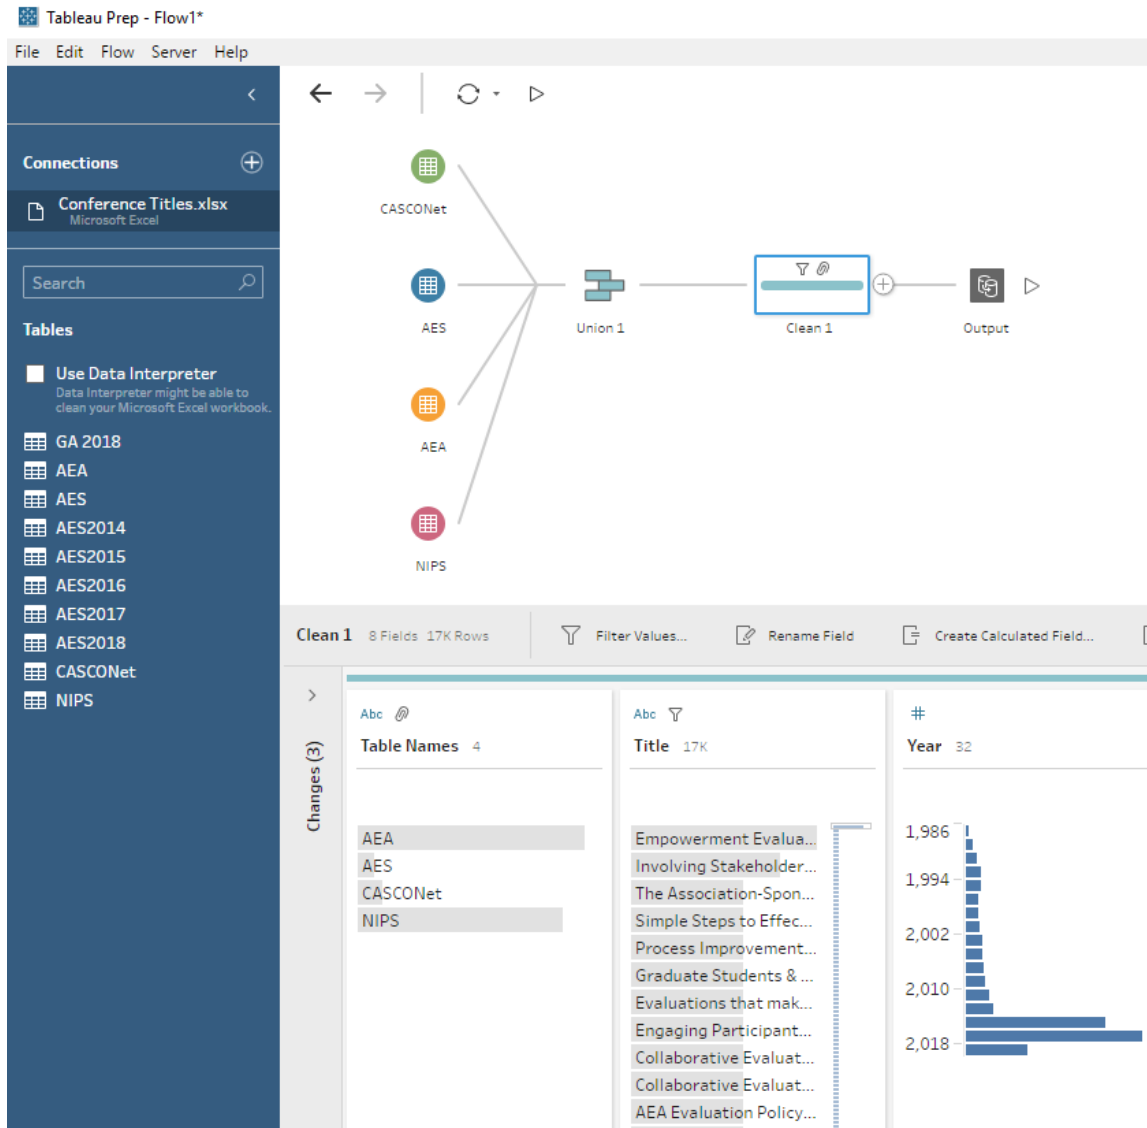 Tableau Prep - Flow1*
File Edit Flow Server Help
Connections
Conference Titles.xlsx
Microsoft Excel
Search
Tables
Use Data Interpreter
Data Interpreter might be able to
clean your Microsoft Excel workbook.
GA 2018
AEA
AES
AES2014
AES2015
AES2016
AES2017
AES2018
CASCONet
NIPS
CASCONet
AES
Union 1
Clean 1
Output
AEA
NIPS
Clean 1 8 Fields 17K Rows Filter Values... Rename Field Create Calculated Field...
Changes (3)
Abc
Table Names 4
AEA
AES
CASCONet
NIPS
Abc
Title 17K
Empowerment Evalua...
Involving Stakeholder...
The Association-Spon...
Simple Steps to Effec...
Process Improvement...
Graduate Students & ...
Evaluations that mak...
Engaging Participant...
Collaborative Evaluat...
Collaborative Evaluat...
AEA Evaluation Policy...
#
Year 32
1,986
1,994
2,002
2,010
2,018